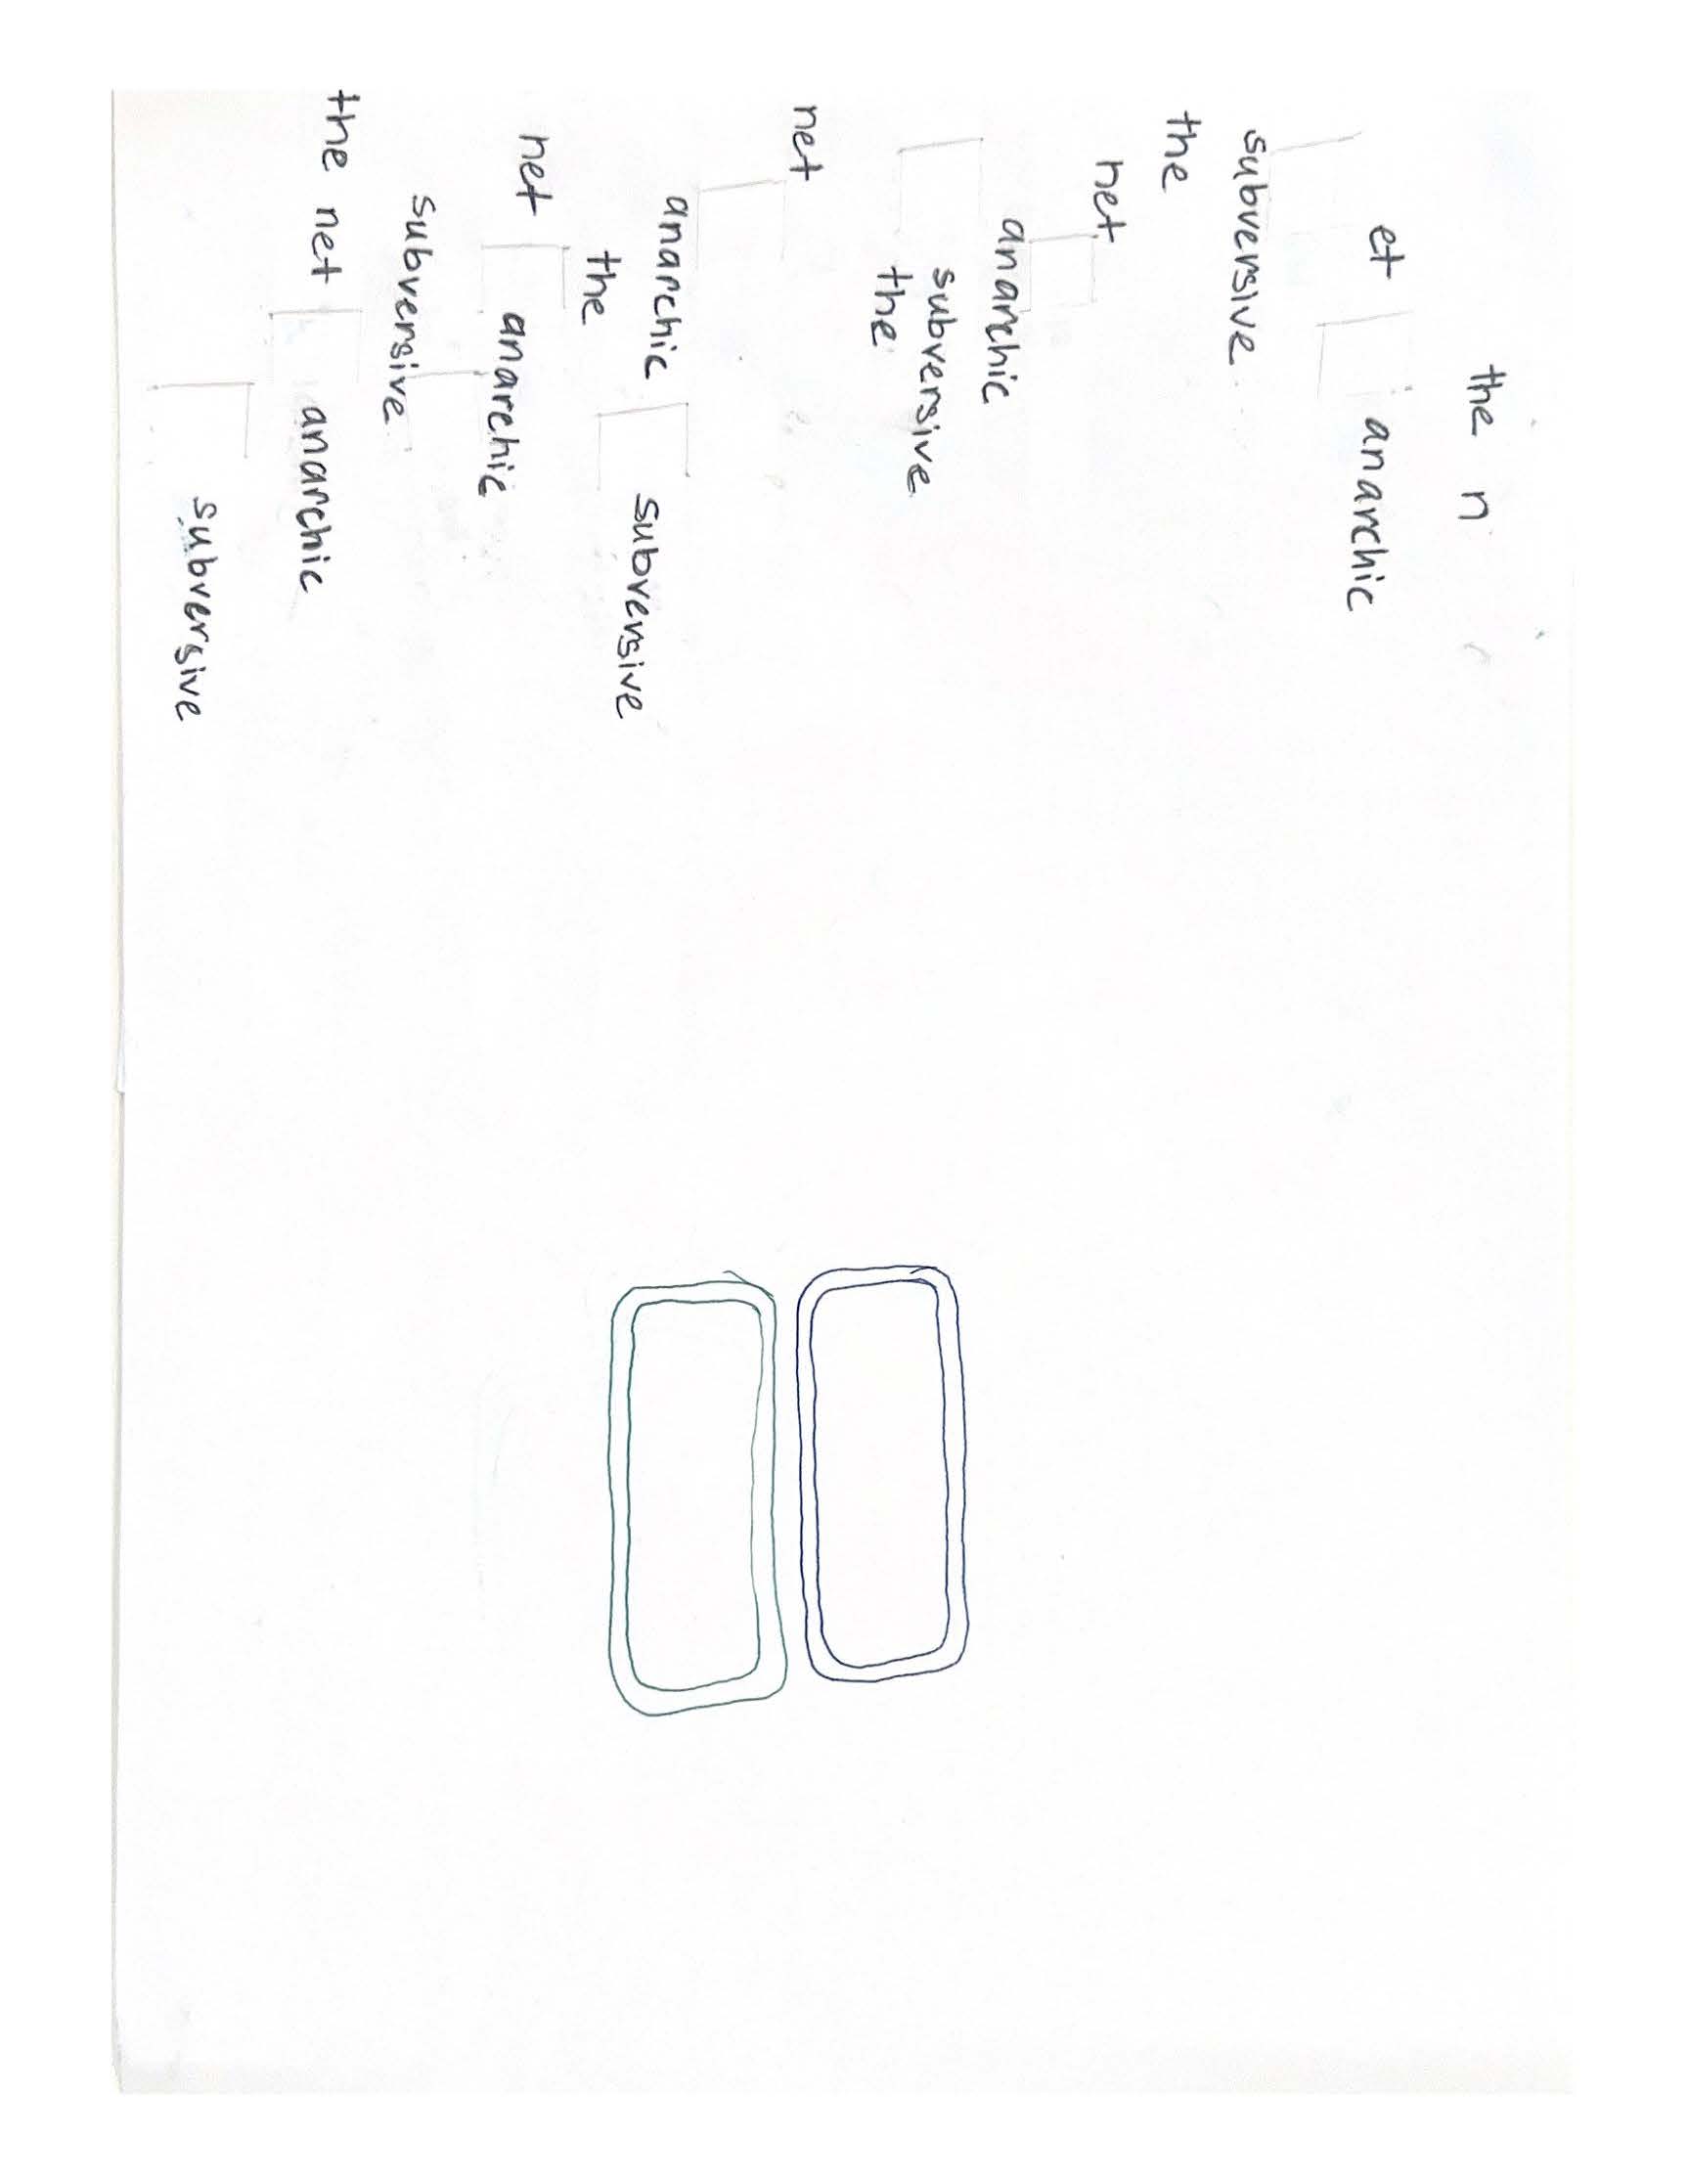 the n
et anarchic
subversive
the
net
anarchic
subversive
the
net
anarchic subversive
the
net anarchic
subversive
the net anarchic
subversive